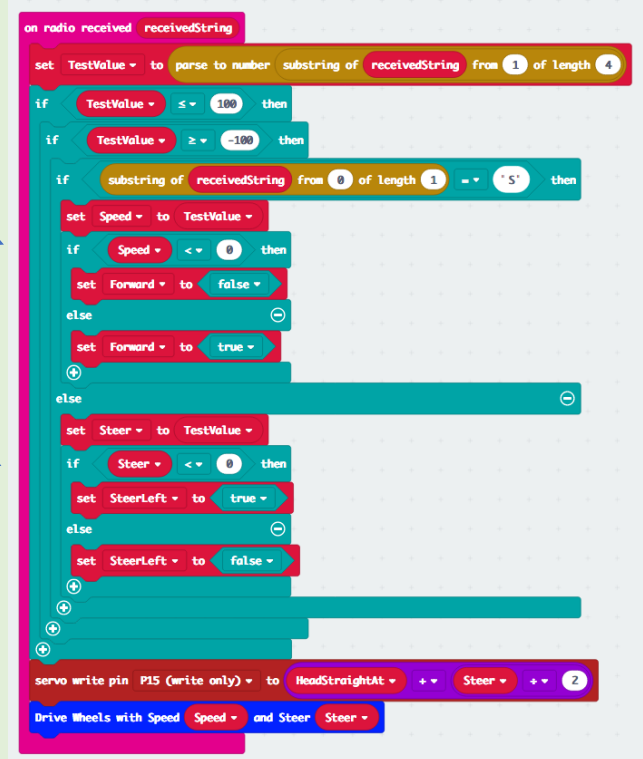 on radio received receivedString
set TestValue to parse to number substring of receivedString from 1 of length 4
if TestValue ≤ 100 then
if TestValue ≥ -100 then
if substring of receivedString from 0 of length 1 = "S" then
set Speed to TestValue
if Speed < 0 then
set Forward to false
else
set Forward to true
else
set Steer to TestValue
if Steer < 0 then
set SteerLeft to true
else
set SteerLeft to false
servo write pin P15 (write only) to HeadStraightAt + Steer + 2
Drive Wheels with Speed Speed and Steer Steer